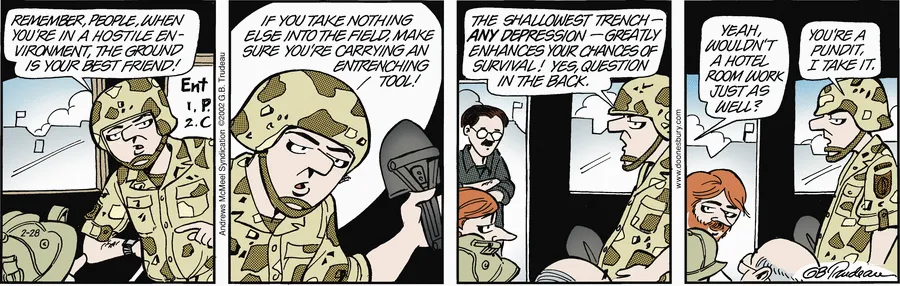 REMEMBER, PEOPLE, WHEN
YOU'RE IN A HOSTILE EN-
VIRONMENT, THE GROUND
IS YOUR BEST FRIEND!
Ent
1. P
2. C
2-28
Andrews McMeel Syndication ©2002 G.B. Trudeau
IF YOU TAKE NOTHING
ELSE INTO THE FIELD, MAKE
SURE YOU'RE CARRYING AN
ENTRENCHING
TOOL!
THE SHALLOWEST TRENCH —
ANY DEPRESSION — GREATLY
ENHANCES YOUR CHANCES OF
SURVIVAL! YES, QUESTION
IN THE BACK.
www.doonesbury.com
YEAH,
WOULDN'T
A HOTEL
ROOM WORK
JUST AS
WELL?
YOU'RE A
PUNDIT,
I TAKE IT.
GB Trudeau